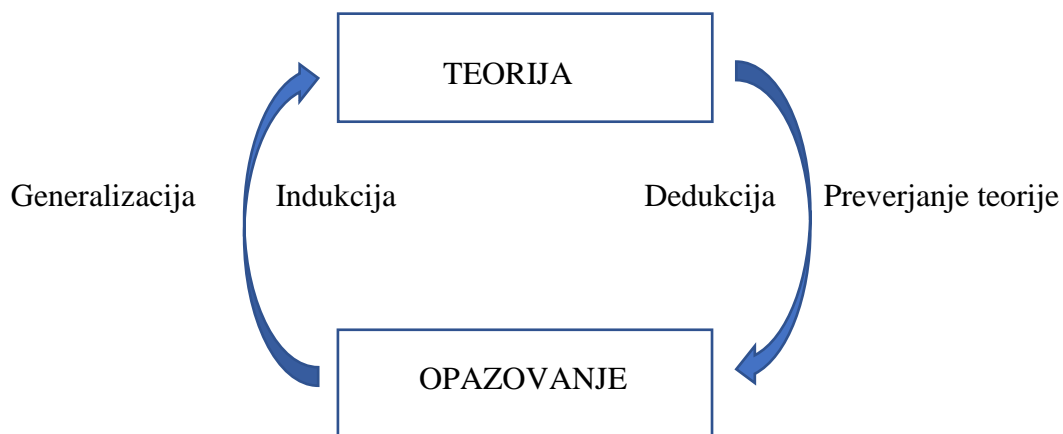 TEORIJA
Generalizacija Indukcija Dedukcija Preverjanje teorije
OPAZOVANJE